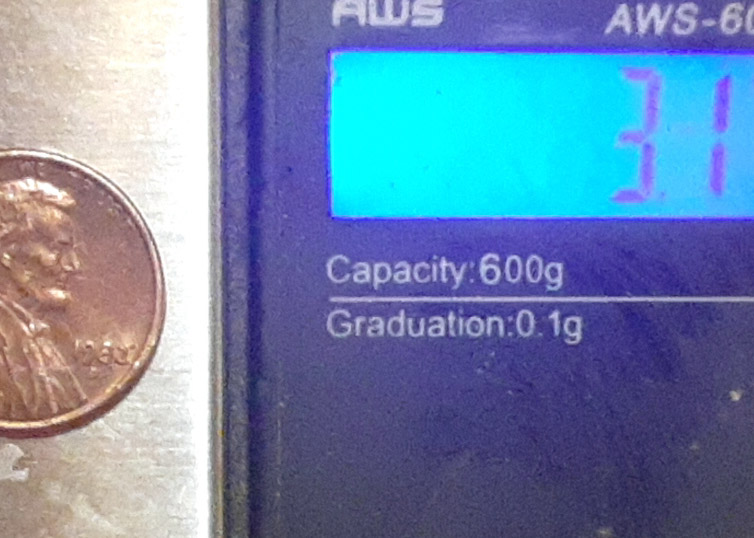 AWS
AWS-60
3.1
Capacity:600g
Graduation:0.1g